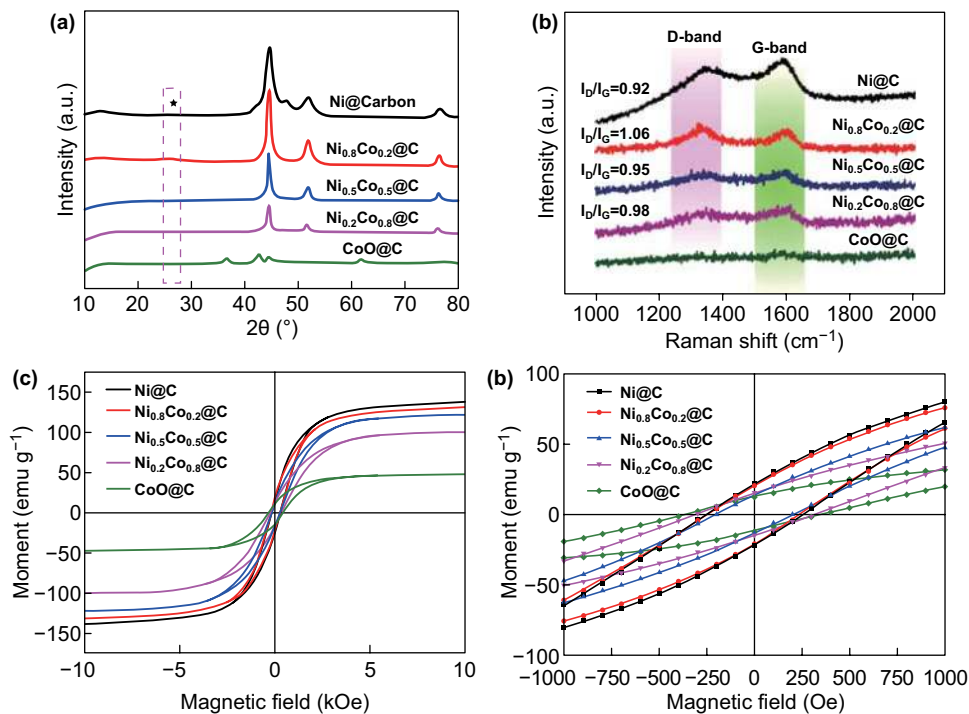 (a)
Ni@Carbon
Ni0.8Co0.2@C
Ni0.5Co0.5@C
Ni0.2Co0.8@C
CoO@C
Intensity (a.u.)
10 20 30 40 50 60 70 80
2θ (°)
(b)
D-band
G-band
Ni@C
ID/IG=0.92
Ni0.8Co0.2@C
ID/IG=1.06
Ni0.5Co0.5@C
ID/IG=0.95
Ni0.2Co0.8@C
ID/IG=0.98
CoO@C
Intensity (a.u.)
1000 1200 1400 1600 1800 2000
Raman shift (cm−1)
(c)
Ni@C
Ni0.8Co0.2@C
Ni0.5Co0.5@C
Ni0.2Co0.8@C
CoO@C
150
100
50
0
−50
−100
−150
Moment (emu g−1)
−10 −5 0 5 10
Magnetic field (kOe)
(b)
Ni@C
Ni0.8Co0.2@C
Ni0.5Co0.5@C
Ni0.2Co0.8@C
CoO@C
100
50
0
−50
−100
Moment (emu g−1)
−1000 −750 −500 −250 0 250 500 750 1000
Magnetic field (Oe)